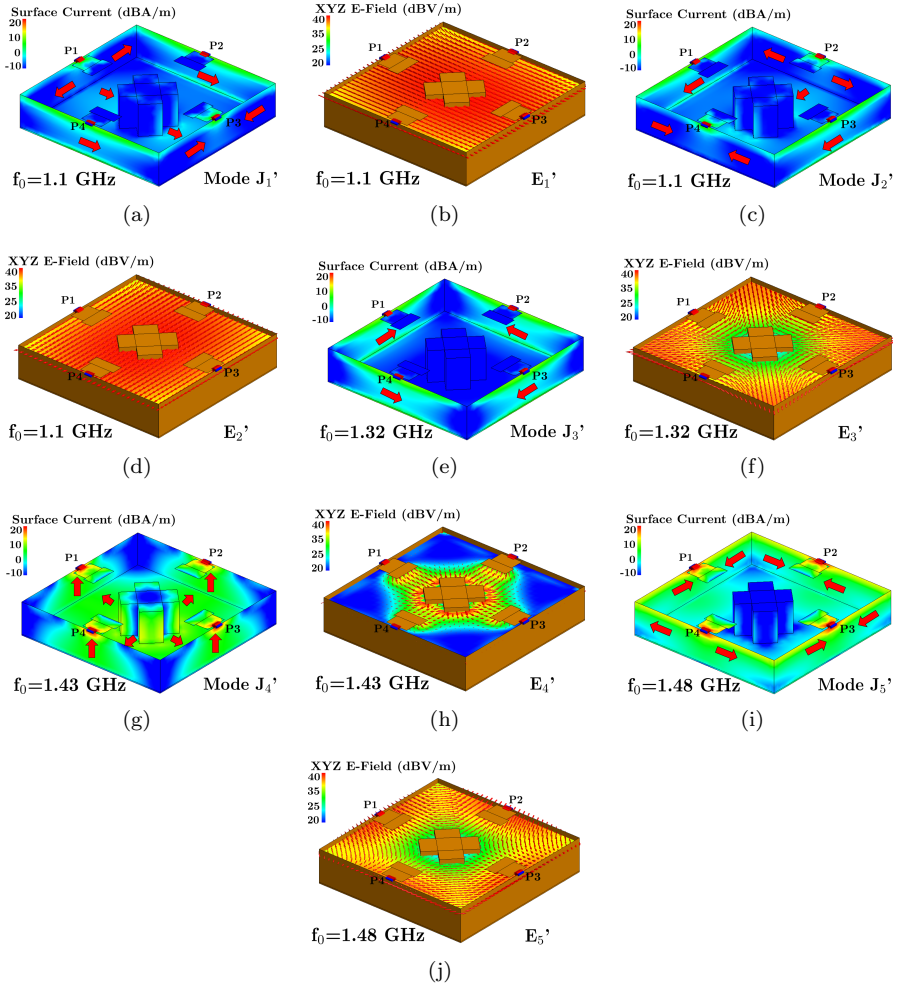 Surface Current (dBA/m)
20
10
0
-10
P1
P2
P4
P3
f0=1.1 GHz
Mode J1'
(a)
XYZ E-Field (dBV/m)
40
35
25
20
P1
P2
P4
P3
f0=1.1 GHz
E1'
(b)
Surface Current (dBA/m)
20
10
0
-10
P1
P2
P4
P3
f0=1.1 GHz
Mode J2'
(c)
XYZ E-Field (dBV/m)
40
35
25
20
P1
P2
P4
P3
f0=1.1 GHz
E2'
(d)
Surface Current (dBA/m)
20
10
0
-10
P1
P2
P4
P3
f0=1.32 GHz
Mode J3'
(e)
XYZ E-Field (dBV/m)
40
35
25
20
P1
P2
P4
P3
f0=1.32 GHz
E3'
(f)
Surface Current (dBA/m)
20
10
0
-10
P1
P2
P4
P3
f0=1.43 GHz
Mode J4'
(g)
XYZ E-Field (dBV/m)
40
35
25
20
P1
P2
P4
P3
f0=1.43 GHz
E4'
(h)
Surface Current (dBA/m)
20
10
0
-10
P1
P2
P4
P3
f0=1.48 GHz
Mode J5'
(i)
XYZ E-Field (dBV/m)
40
35
25
20
P1
P2
P4
P3
f0=1.48 GHz
E5'
(j)